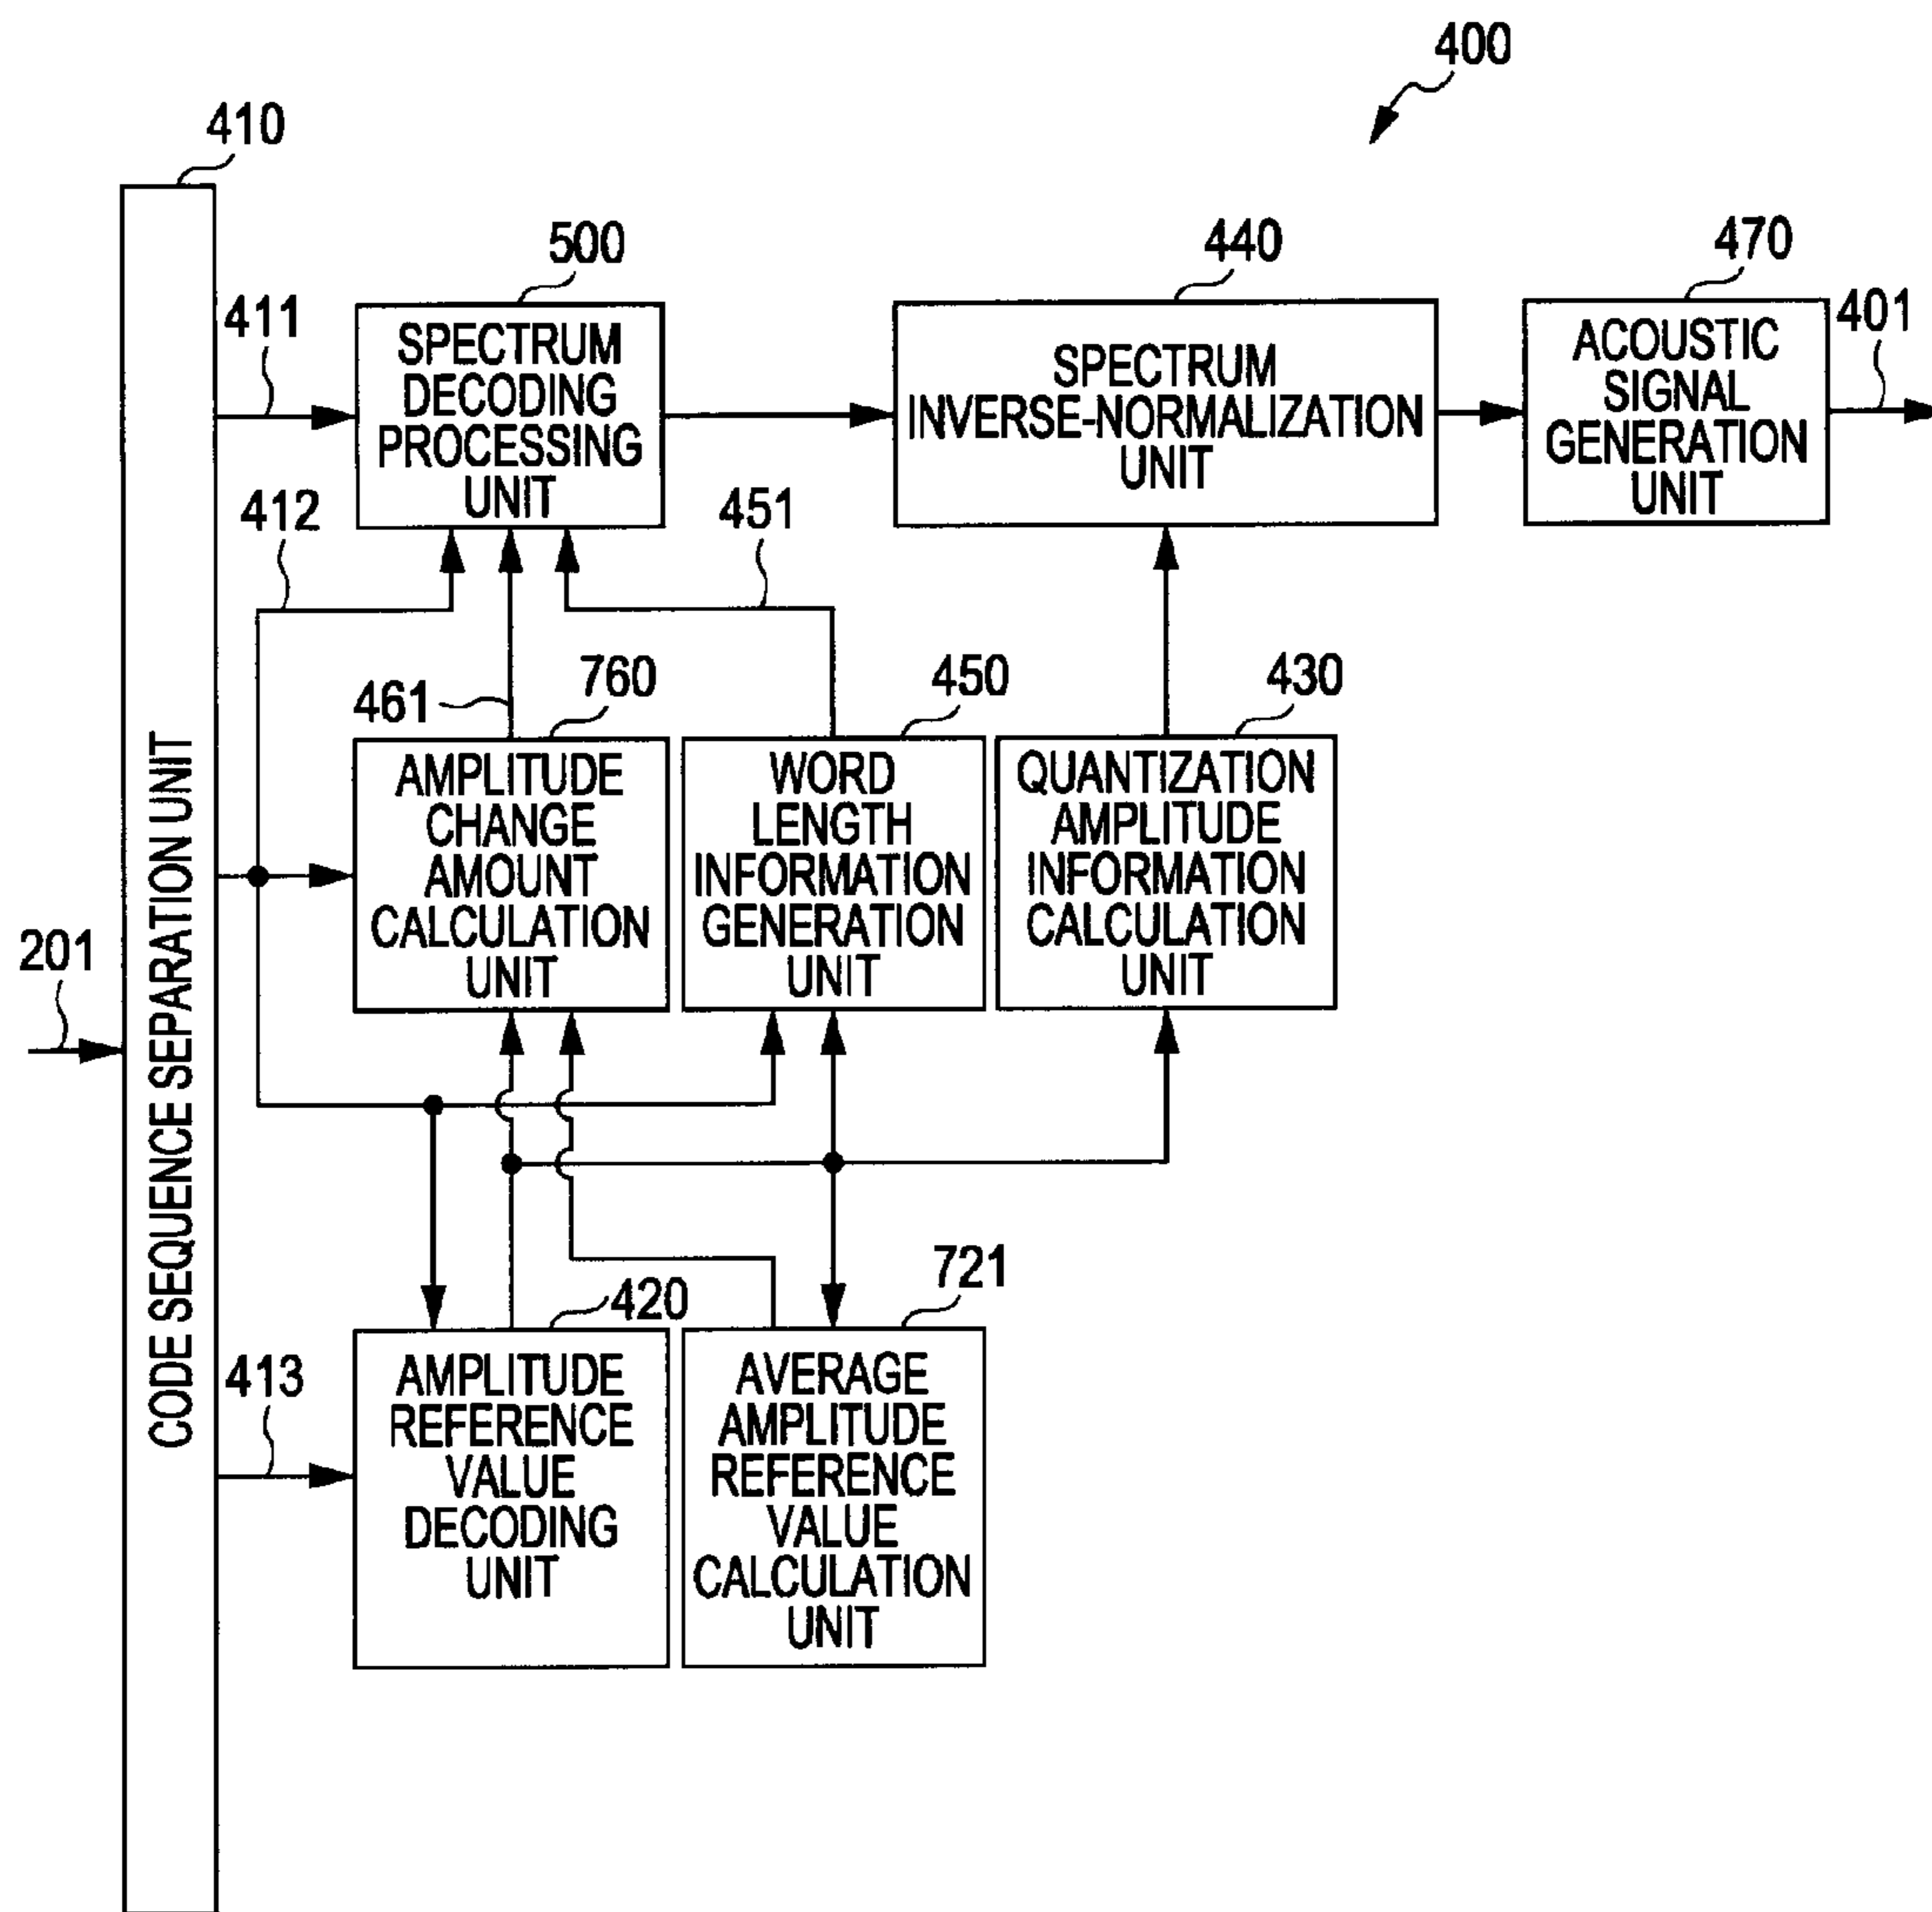 400
410
500
440
470
411
401
SPECTRUM
DECODING
PROCESSING
UNIT
SPECTRUM
INVERSE-NORMALIZATION
UNIT
ACOUSTIC
SIGNAL
GENERATION
UNIT
412
451
461
760
450
430
CODE SEQUENCE SEPARATION UNIT
AMPLITUDE
CHANGE
AMOUNT
CALCULATION
UNIT
WORD
LENGTH
INFORMATION
GENERATION
UNIT
QUANTIZATION
AMPLITUDE
INFORMATION
CALCULATION
UNIT
201
420
721
413
AMPLITUDE
REFERENCE
VALUE
DECODING
UNIT
AVERAGE
AMPLITUDE
REFERENCE
VALUE
CALCULATION
UNIT